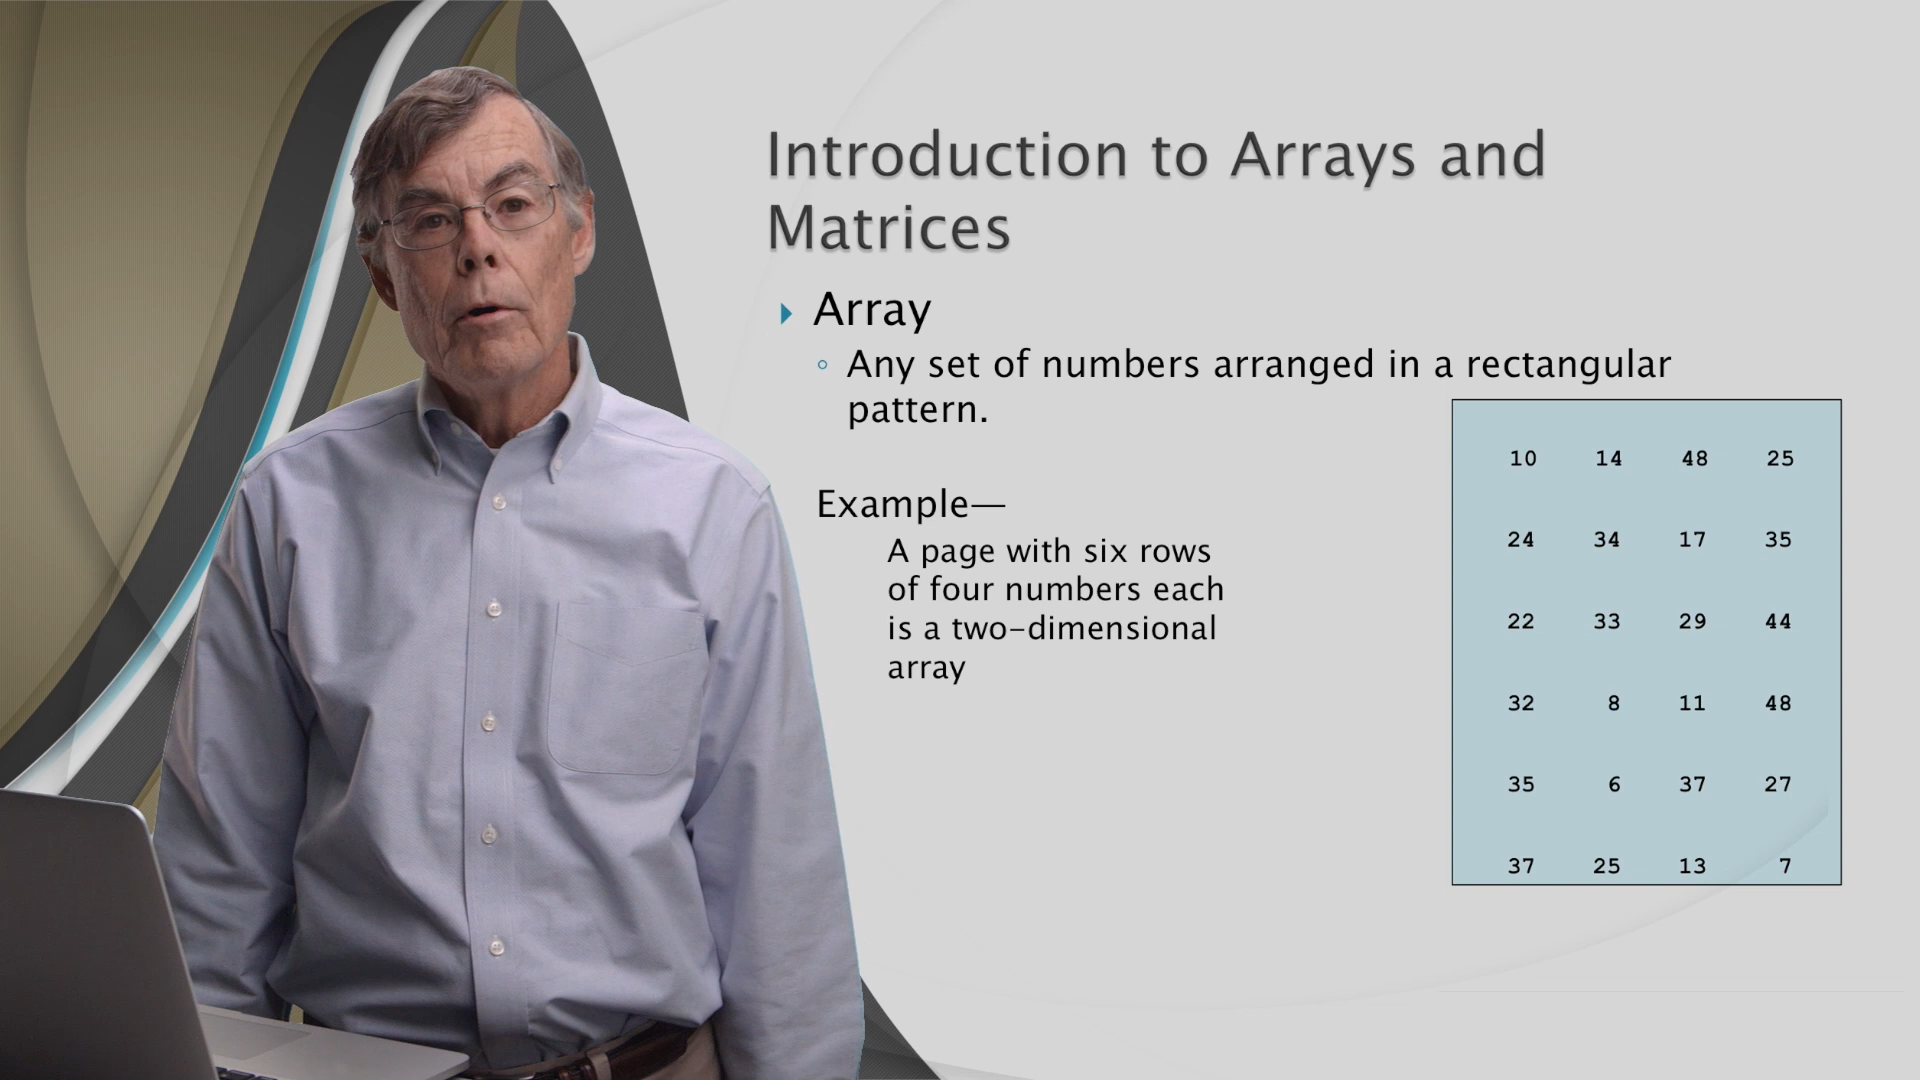 Introduction to Arrays and
Matrices
Array
Any set of numbers arranged in a rectangular
pattern.
Example—
A page with six rows
of four numbers each
is a two-dimensional
array
10 14 48 25
24 34 17 35
22 33 29 44
32 8 11 48
35 6 37 27
37 25 13 7